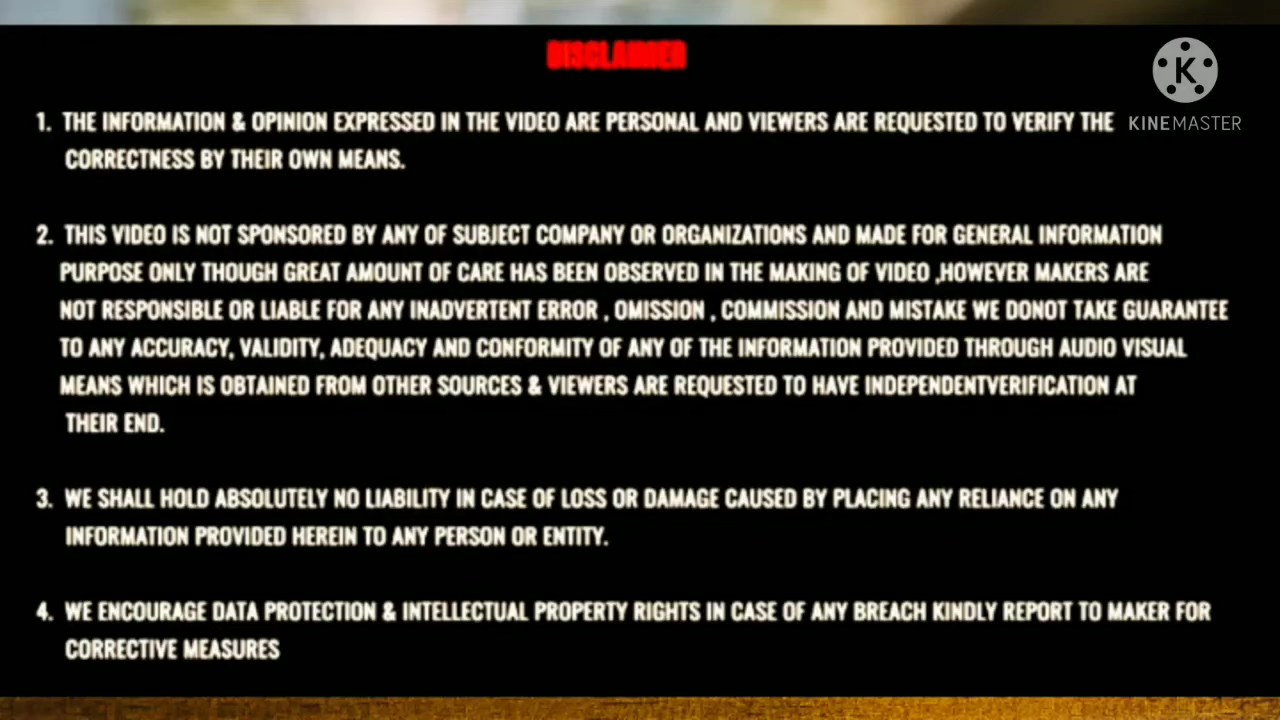 DISCLAIMER
1. THE INFORMATION & OPINION EXPRESSED IN THE VIDEO ARE PERSONAL AND VIEWERS ARE REQUESTED TO VERIFY THE
CORRECTNESS BY THEIR OWN MEANS.
2. THIS VIDEO IS NOT SPONSORED BY ANY OF SUBJECT COMPANY OR ORGANIZATIONS AND MADE FOR GENERAL INFORMATION
PURPOSE ONLY THOUGH GREAT AMOUNT OF CARE HAS BEEN OBSERVED IN THE MAKING OF VIDEO ,HOWEVER MAKERS ARE
NOT RESPONSIBLE OR LIABLE FOR ANY INADVERTENT ERROR , OMISSION , COMMISSION AND MISTAKE WE DONOT TAKE GUARANTEE
TO ANY ACCURACY, VALIDITY, ADEQUACY AND CONFORMITY OF ANY OF THE INFORMATION PROVIDED THROUGH AUDIO VISUAL
MEANS WHICH IS OBTAINED FROM OTHER SOURCES & VIEWERS ARE REQUESTED TO HAVE INDEPENDENTVERIFICATION AT
THEIR END.
3. WE SHALL HOLD ABSOLUTELY NO LIABILITY IN CASE OF LOSS OR DAMAGE CAUSED BY PLACING ANY RELIANCE ON ANY
INFORMATION PROVIDED HEREIN TO ANY PERSON OR ENTITY.
4. WE ENCOURAGE DATA PROTECTION & INTELLECTUAL PROPERTY RIGHTS IN CASE OF ANY BREACH KINDLY REPORT TO MAKER FOR
CORRECTIVE MEASURES
K
KINEMASTER